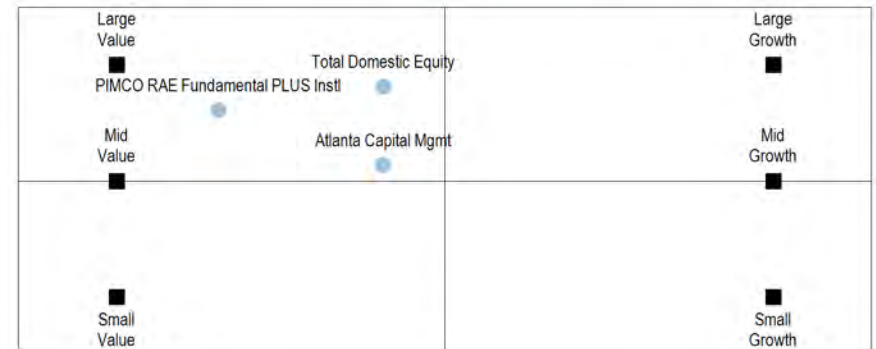 Large
Value
Large
Growth
Total Domestic Equity
PIMCO RAE Fundamental PLUS Instl
Mid
Value
Atlanta Capital Mgmt
Mid
Growth
Small
Value
Small
Growth